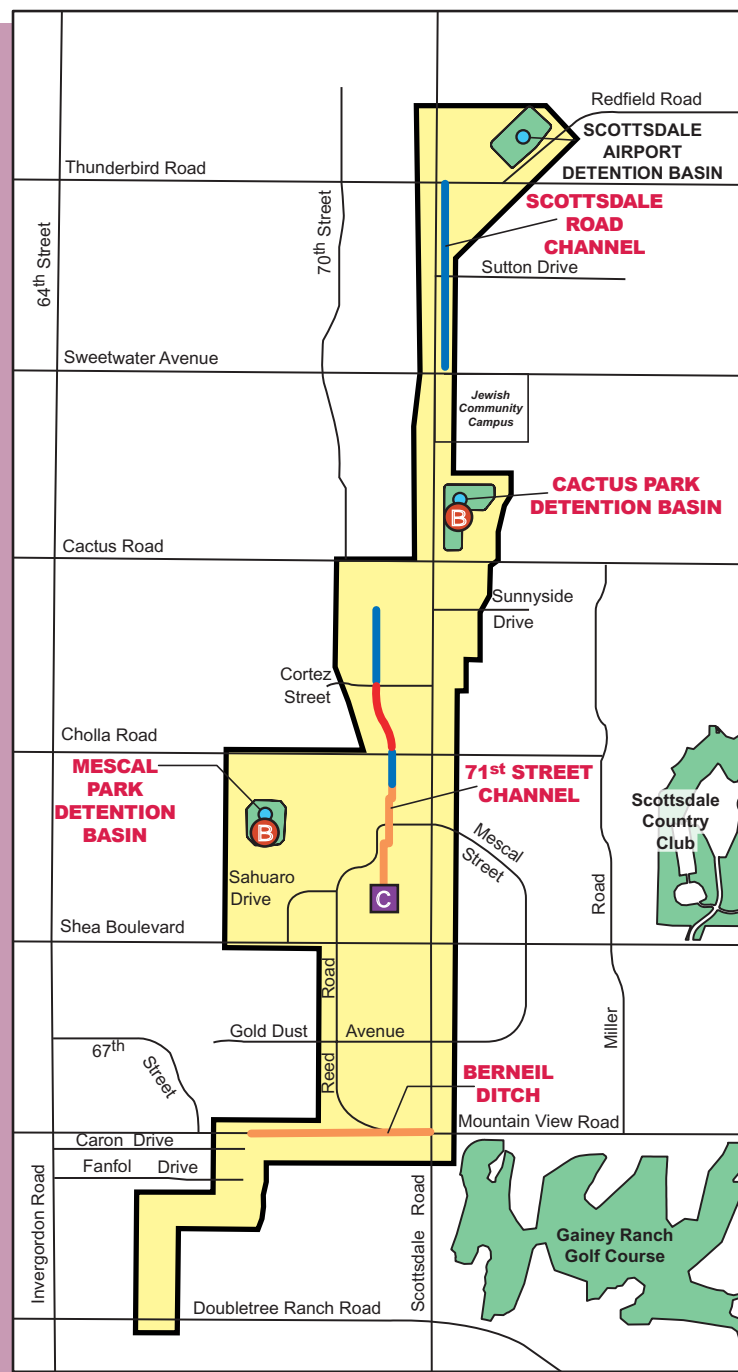 Redfield Road
SCOTTSDALE
AIRPORT
DETENTION BASIN
Thunderbird Road
64th Street
70th Street
SCOTTSDALE
ROAD
CHANNEL
Sutton Drive
Sweetwater Avenue
Jewish
Community
Campus
CACTUS PARK
DETENTION BASIN
B
Cactus Road
Sunnyside
Drive
Cortez
Street
Cholla Road
MESCAL
PARK
DETENTION
BASIN
B
71st STREET
CHANNEL
Mescal
Street
Scottsdale
Country
Club
Sahuaro
Drive
C
Shea Boulevard
Miller
Road
Reed
Road
Gold Dust Avenue
67th
Street
BERNEIL
DITCH
Mountain View Road
Caron Drive
Fanfol Drive
Invergordon Road
Scottsdale Road
Gainey Ranch
Golf Course
Doubletree Ranch Road